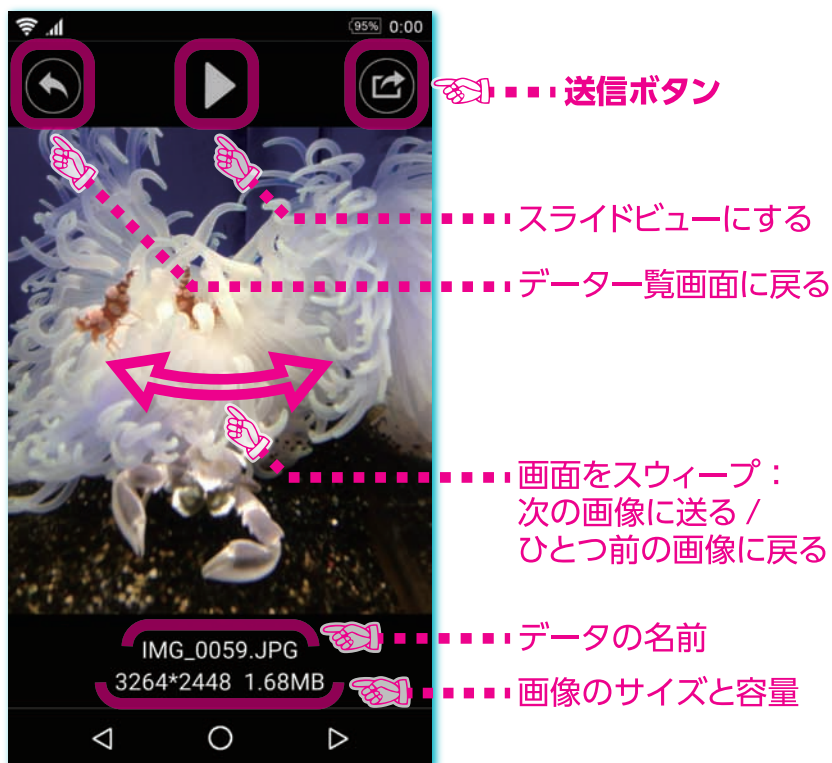 95% 0:00
送信ボタン
スライドビューにする
データ一覧画面に戻る
画面をスウィープ：
次の画像に送る /
ひとつ前の画像に戻る
IMG_0059.JPG
データの名前
3264*2448 1.68MB
画像のサイズと容量